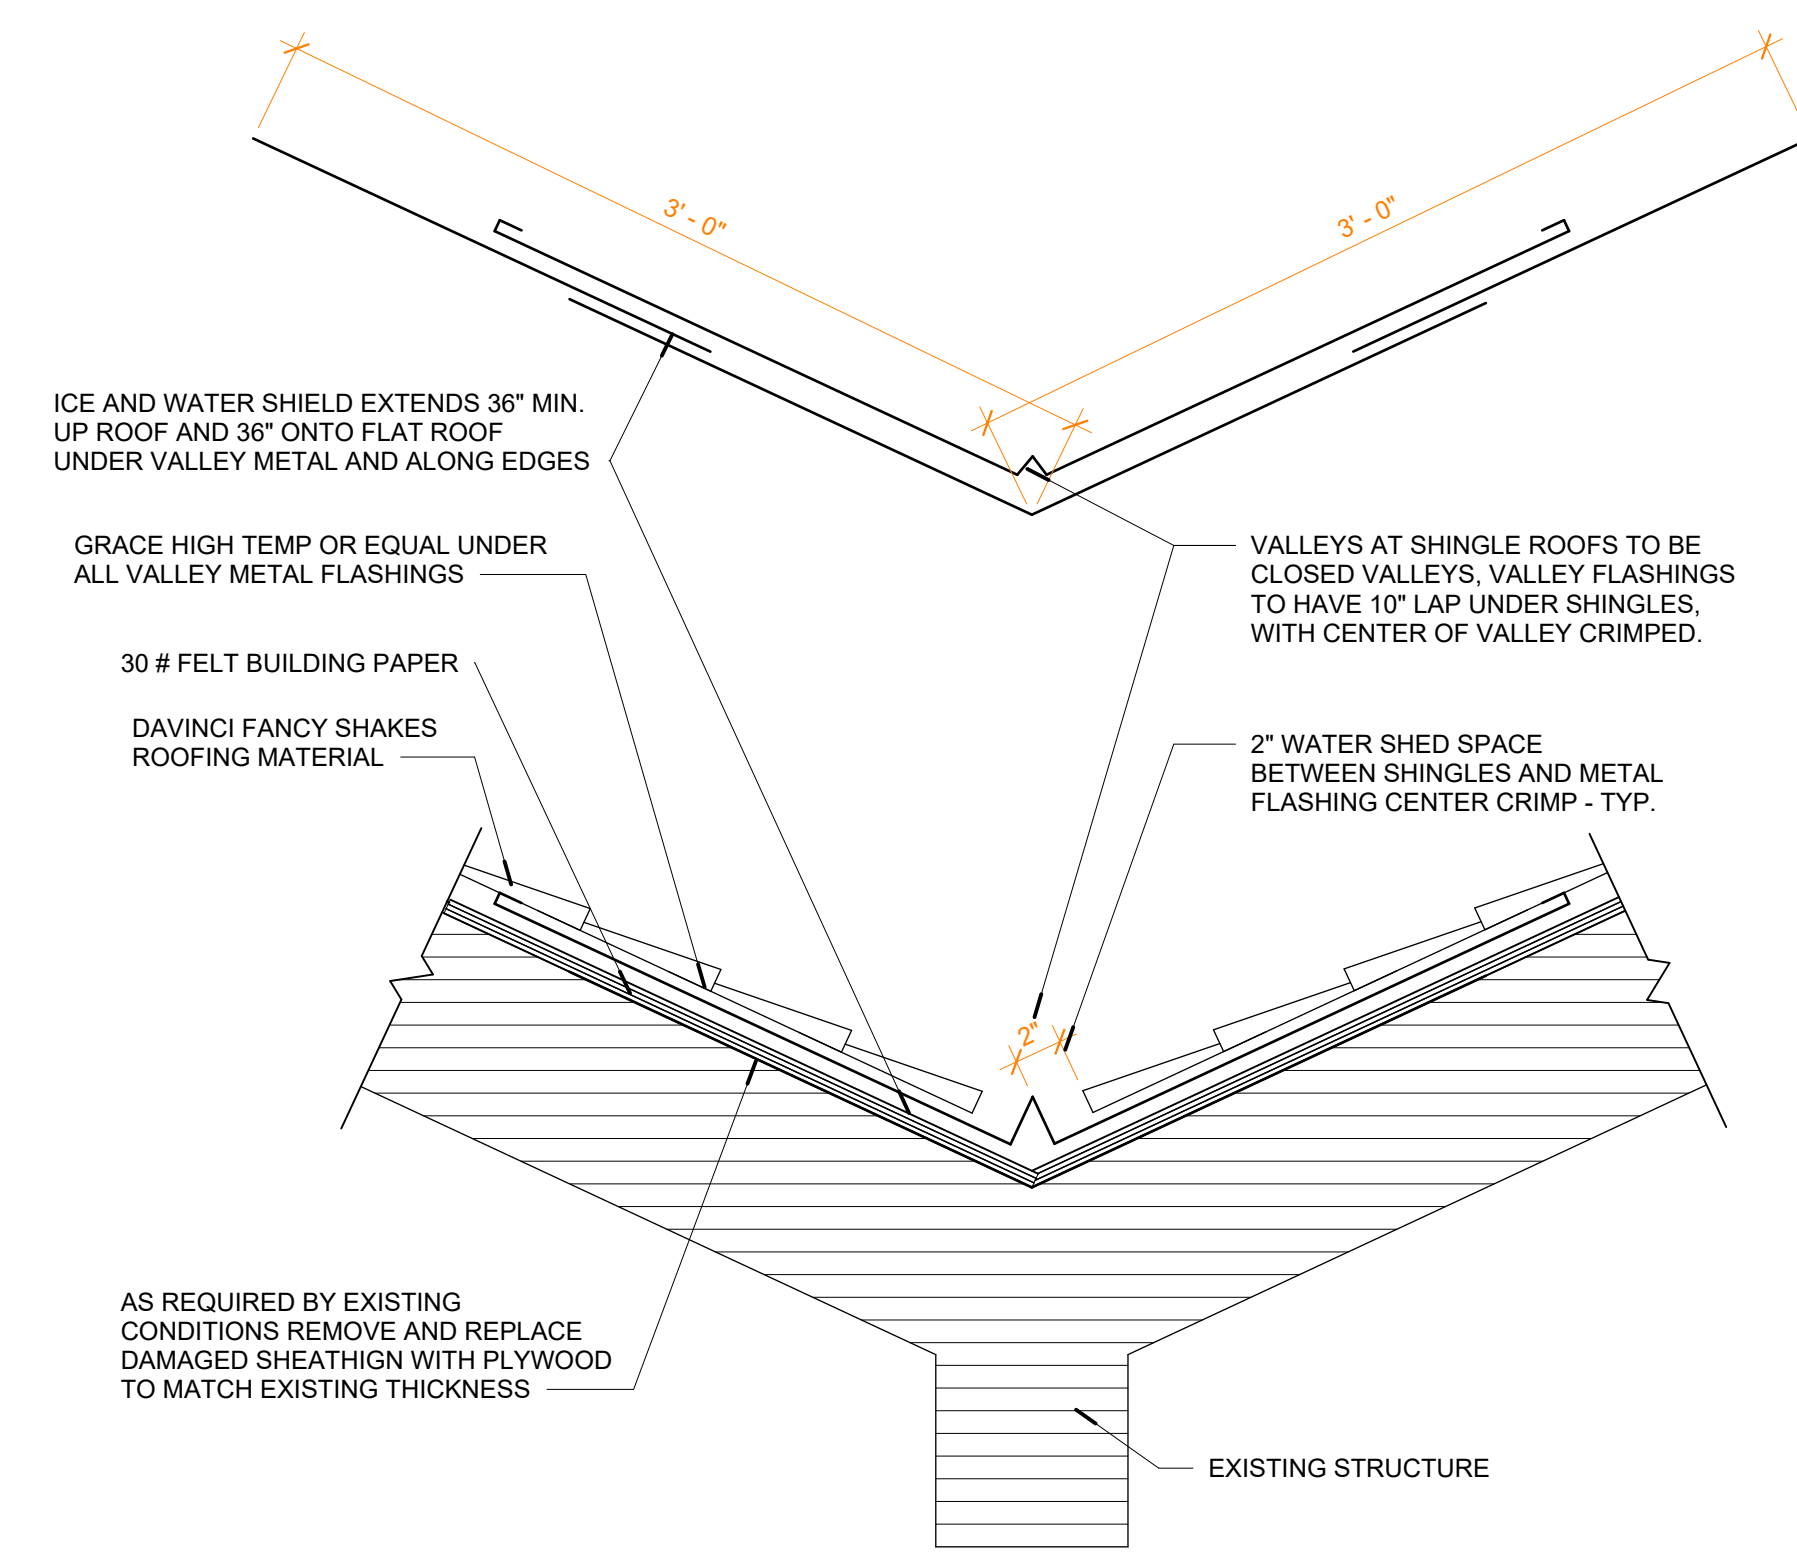 3' - 0"
3' - 0"
ICE AND WATER SHIELD EXTENDS 36" MIN.
UP ROOF AND 36" ONTO FLAT ROOF
UNDER VALLEY METAL AND ALONG EDGES
GRACE HIGH TEMP OR EQUAL UNDER
ALL VALLEY METAL FLASHINGS
30 # FELT BUILDING PAPER
DAVINCI FANCY SHAKES
ROOFING MATERIAL
VALLEYS AT SHINGLE ROOFS TO BE
CLOSED VALLEYS, VALLEY FLASHINGS
TO HAVE 10" LAP UNDER SHINGLES,
WITH CENTER OF VALLEY CRIMPED.
2" WATER SHED SPACE
BETWEEN SHINGLES AND METAL
FLASHING CENTER CRIMP - TYP.
2"
AS REQUIRED BY EXISTING
CONDITIONS REMOVE AND REPLACE
DAMAGED SHEATHIGN WITH PLYWOOD
TO MATCH EXISTING THICKNESS
EXISTING STRUCTURE